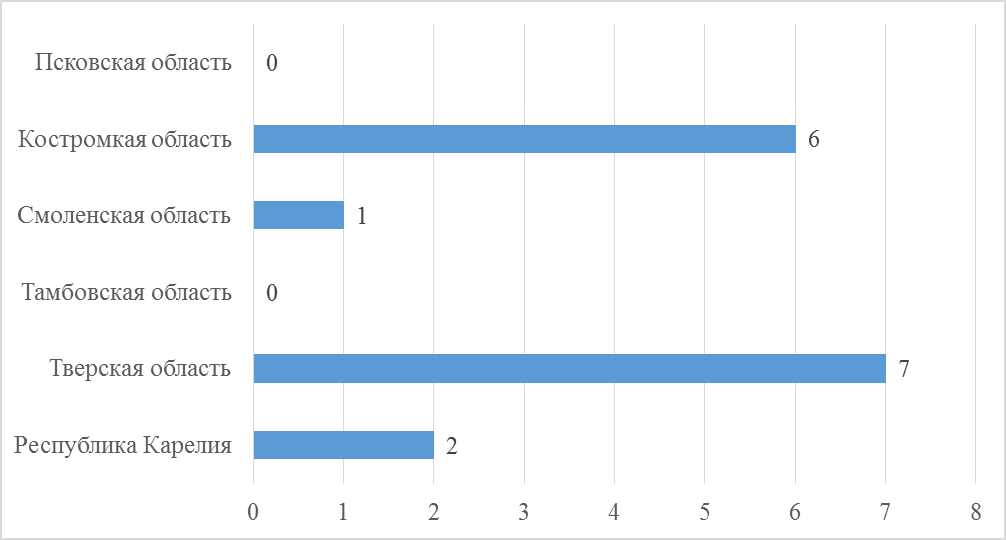 Псковская область 0
Костромкая область 6
Смоленская область 1
Тамбовская область 0
Тверская область 7
Республика Карелия 2
0 1 2 3 4 5 6 7 8